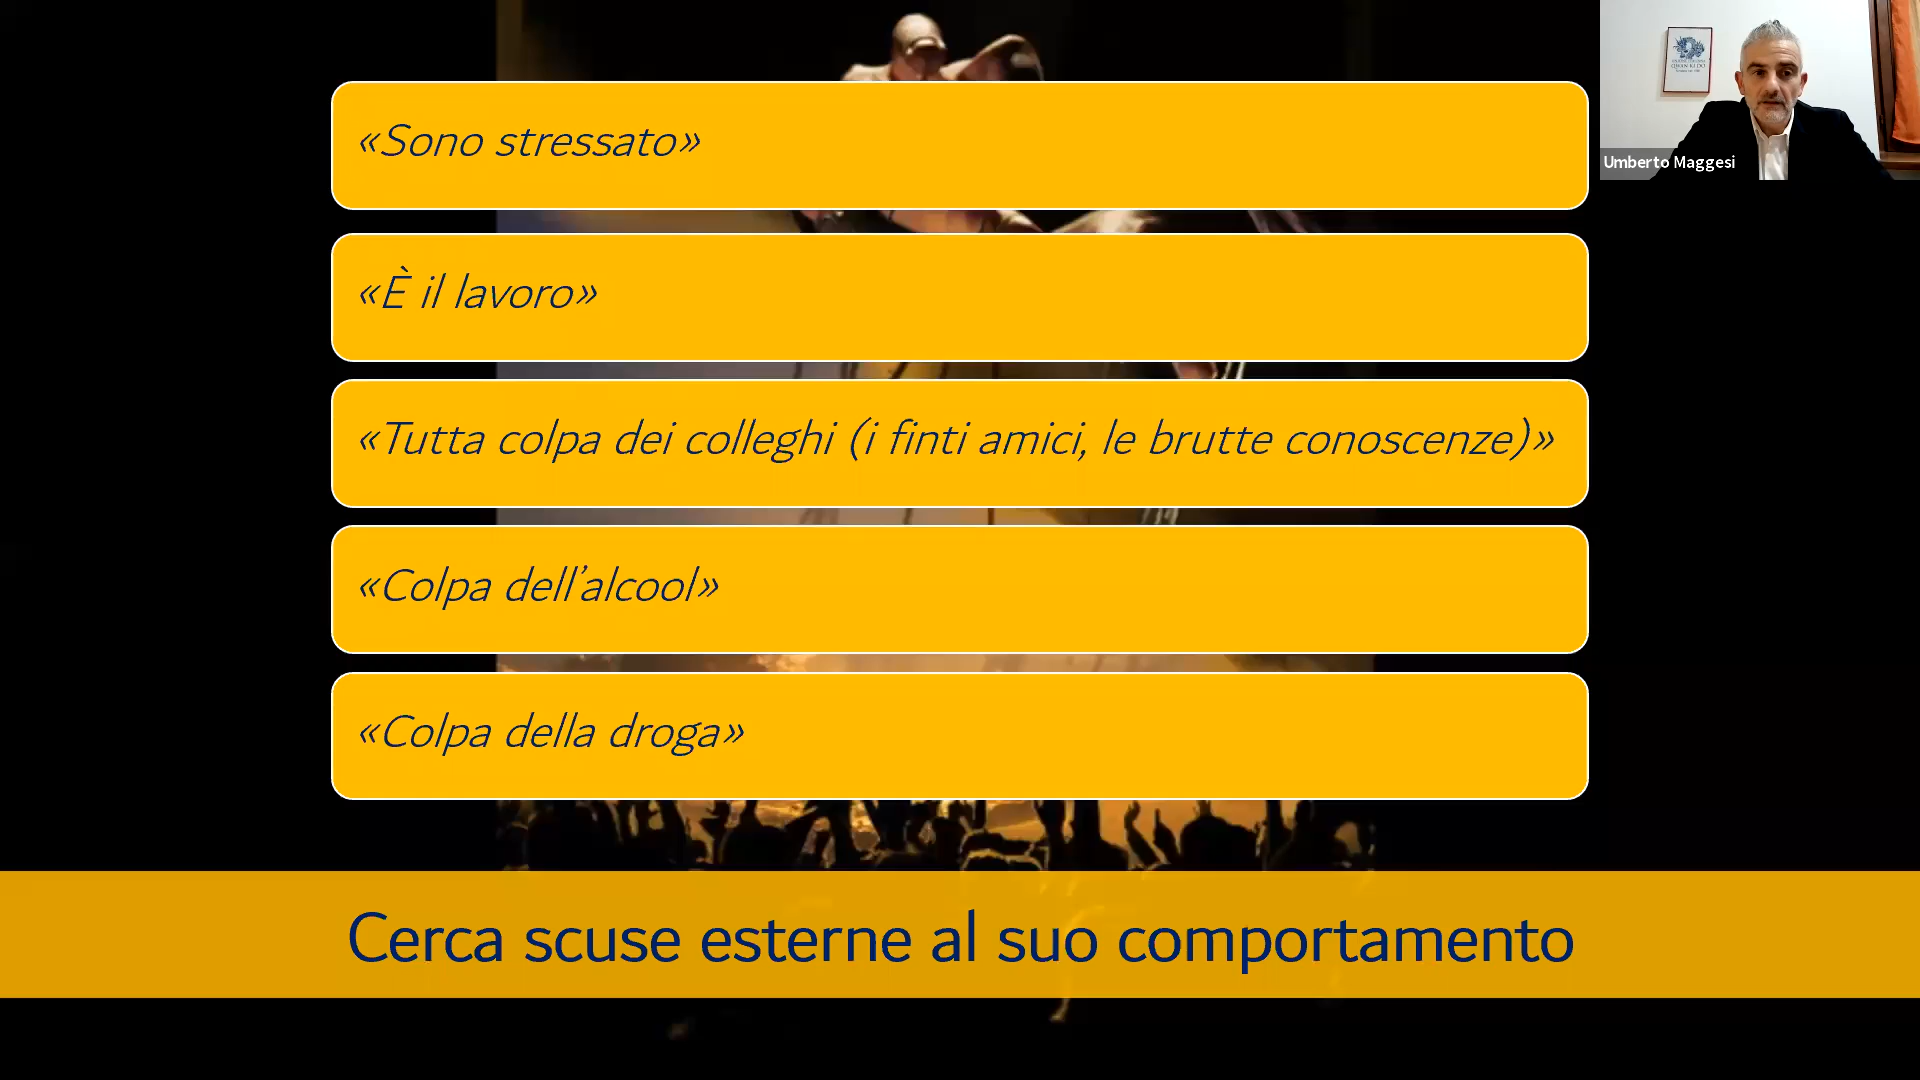 «Sono stressato»
Umberto Maggesi
«È il lavoro»
«Tutta colpa dei colleghi (i finti amici, le brutte conoscenze)»
«Colpa dell’alcool»
«Colpa della droga»
Cerca scuse esterne al suo comportamento